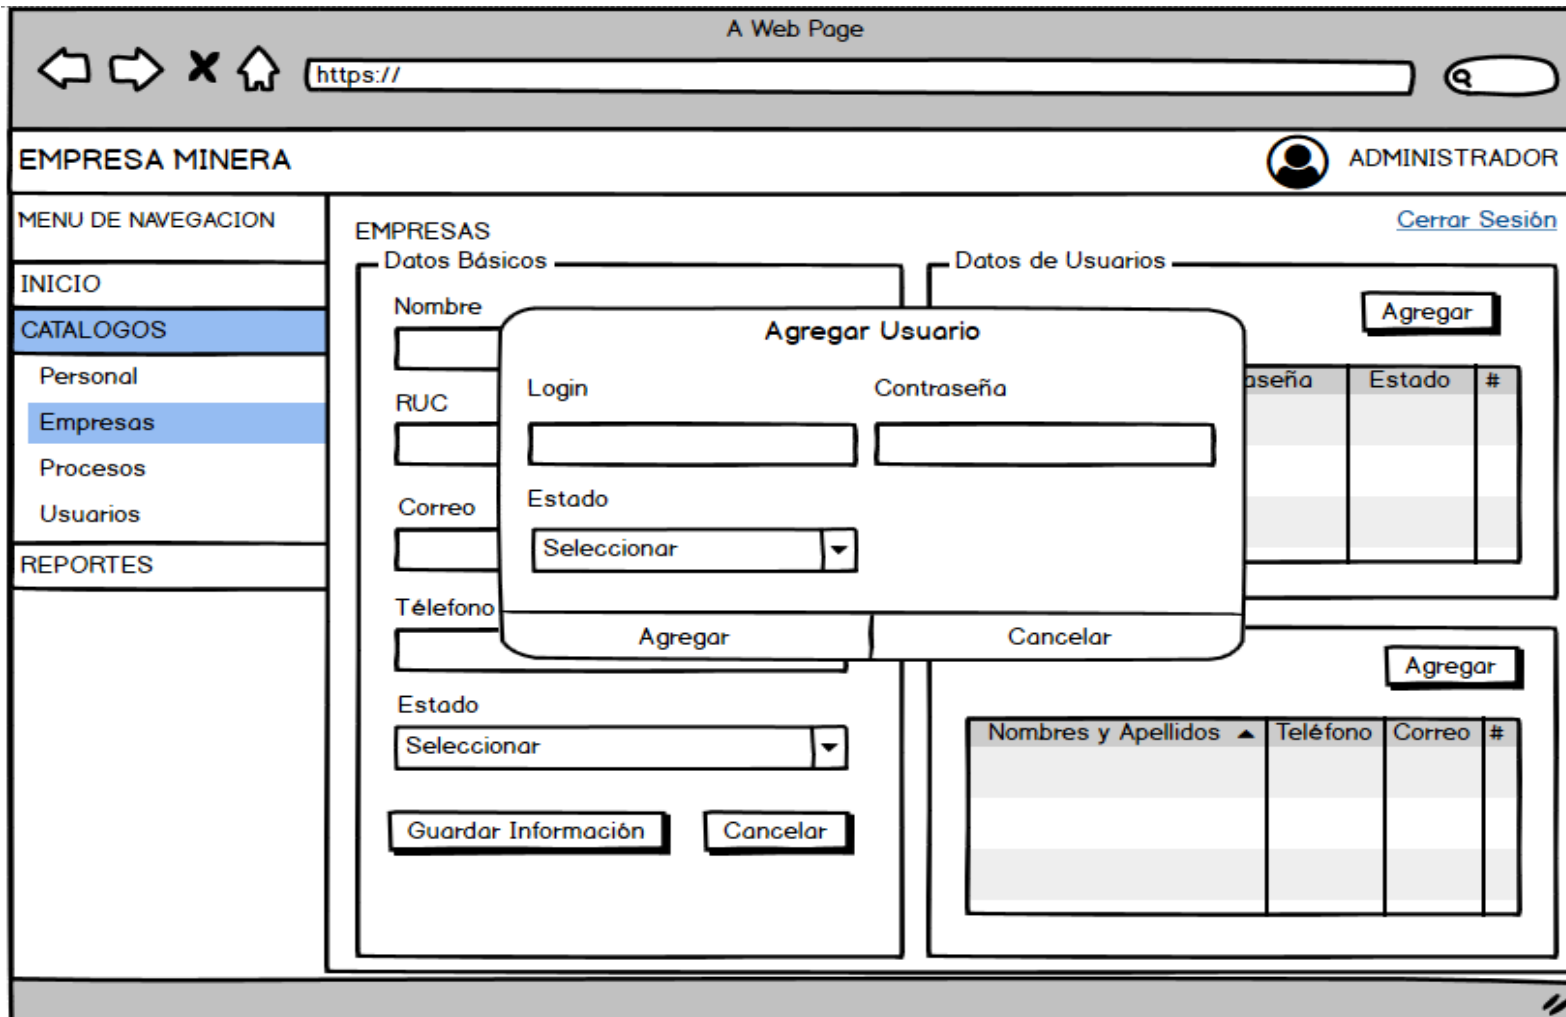 A Web Page
https://
EMPRESA MINERA
ADMINISTRADOR
MENU DE NAVEGACION
Cerrar Sesión
INICIO
CATALOGOS
Personal
Empresas
Procesos
Usuarios
REPORTES
EMPRESAS
Datos Básicos
Nombre
RUC
Correo
Télefono
Estado
Seleccionar
Guardar Información
Cancelar
Datos de Usuarios
Agregar
aseña
Estado
#
Agregar Usuario
Login
Contraseña
Estado
Seleccionar
Agregar
Cancelar
Agregar
Nombres y Apellidos
Teléfono
Correo
#